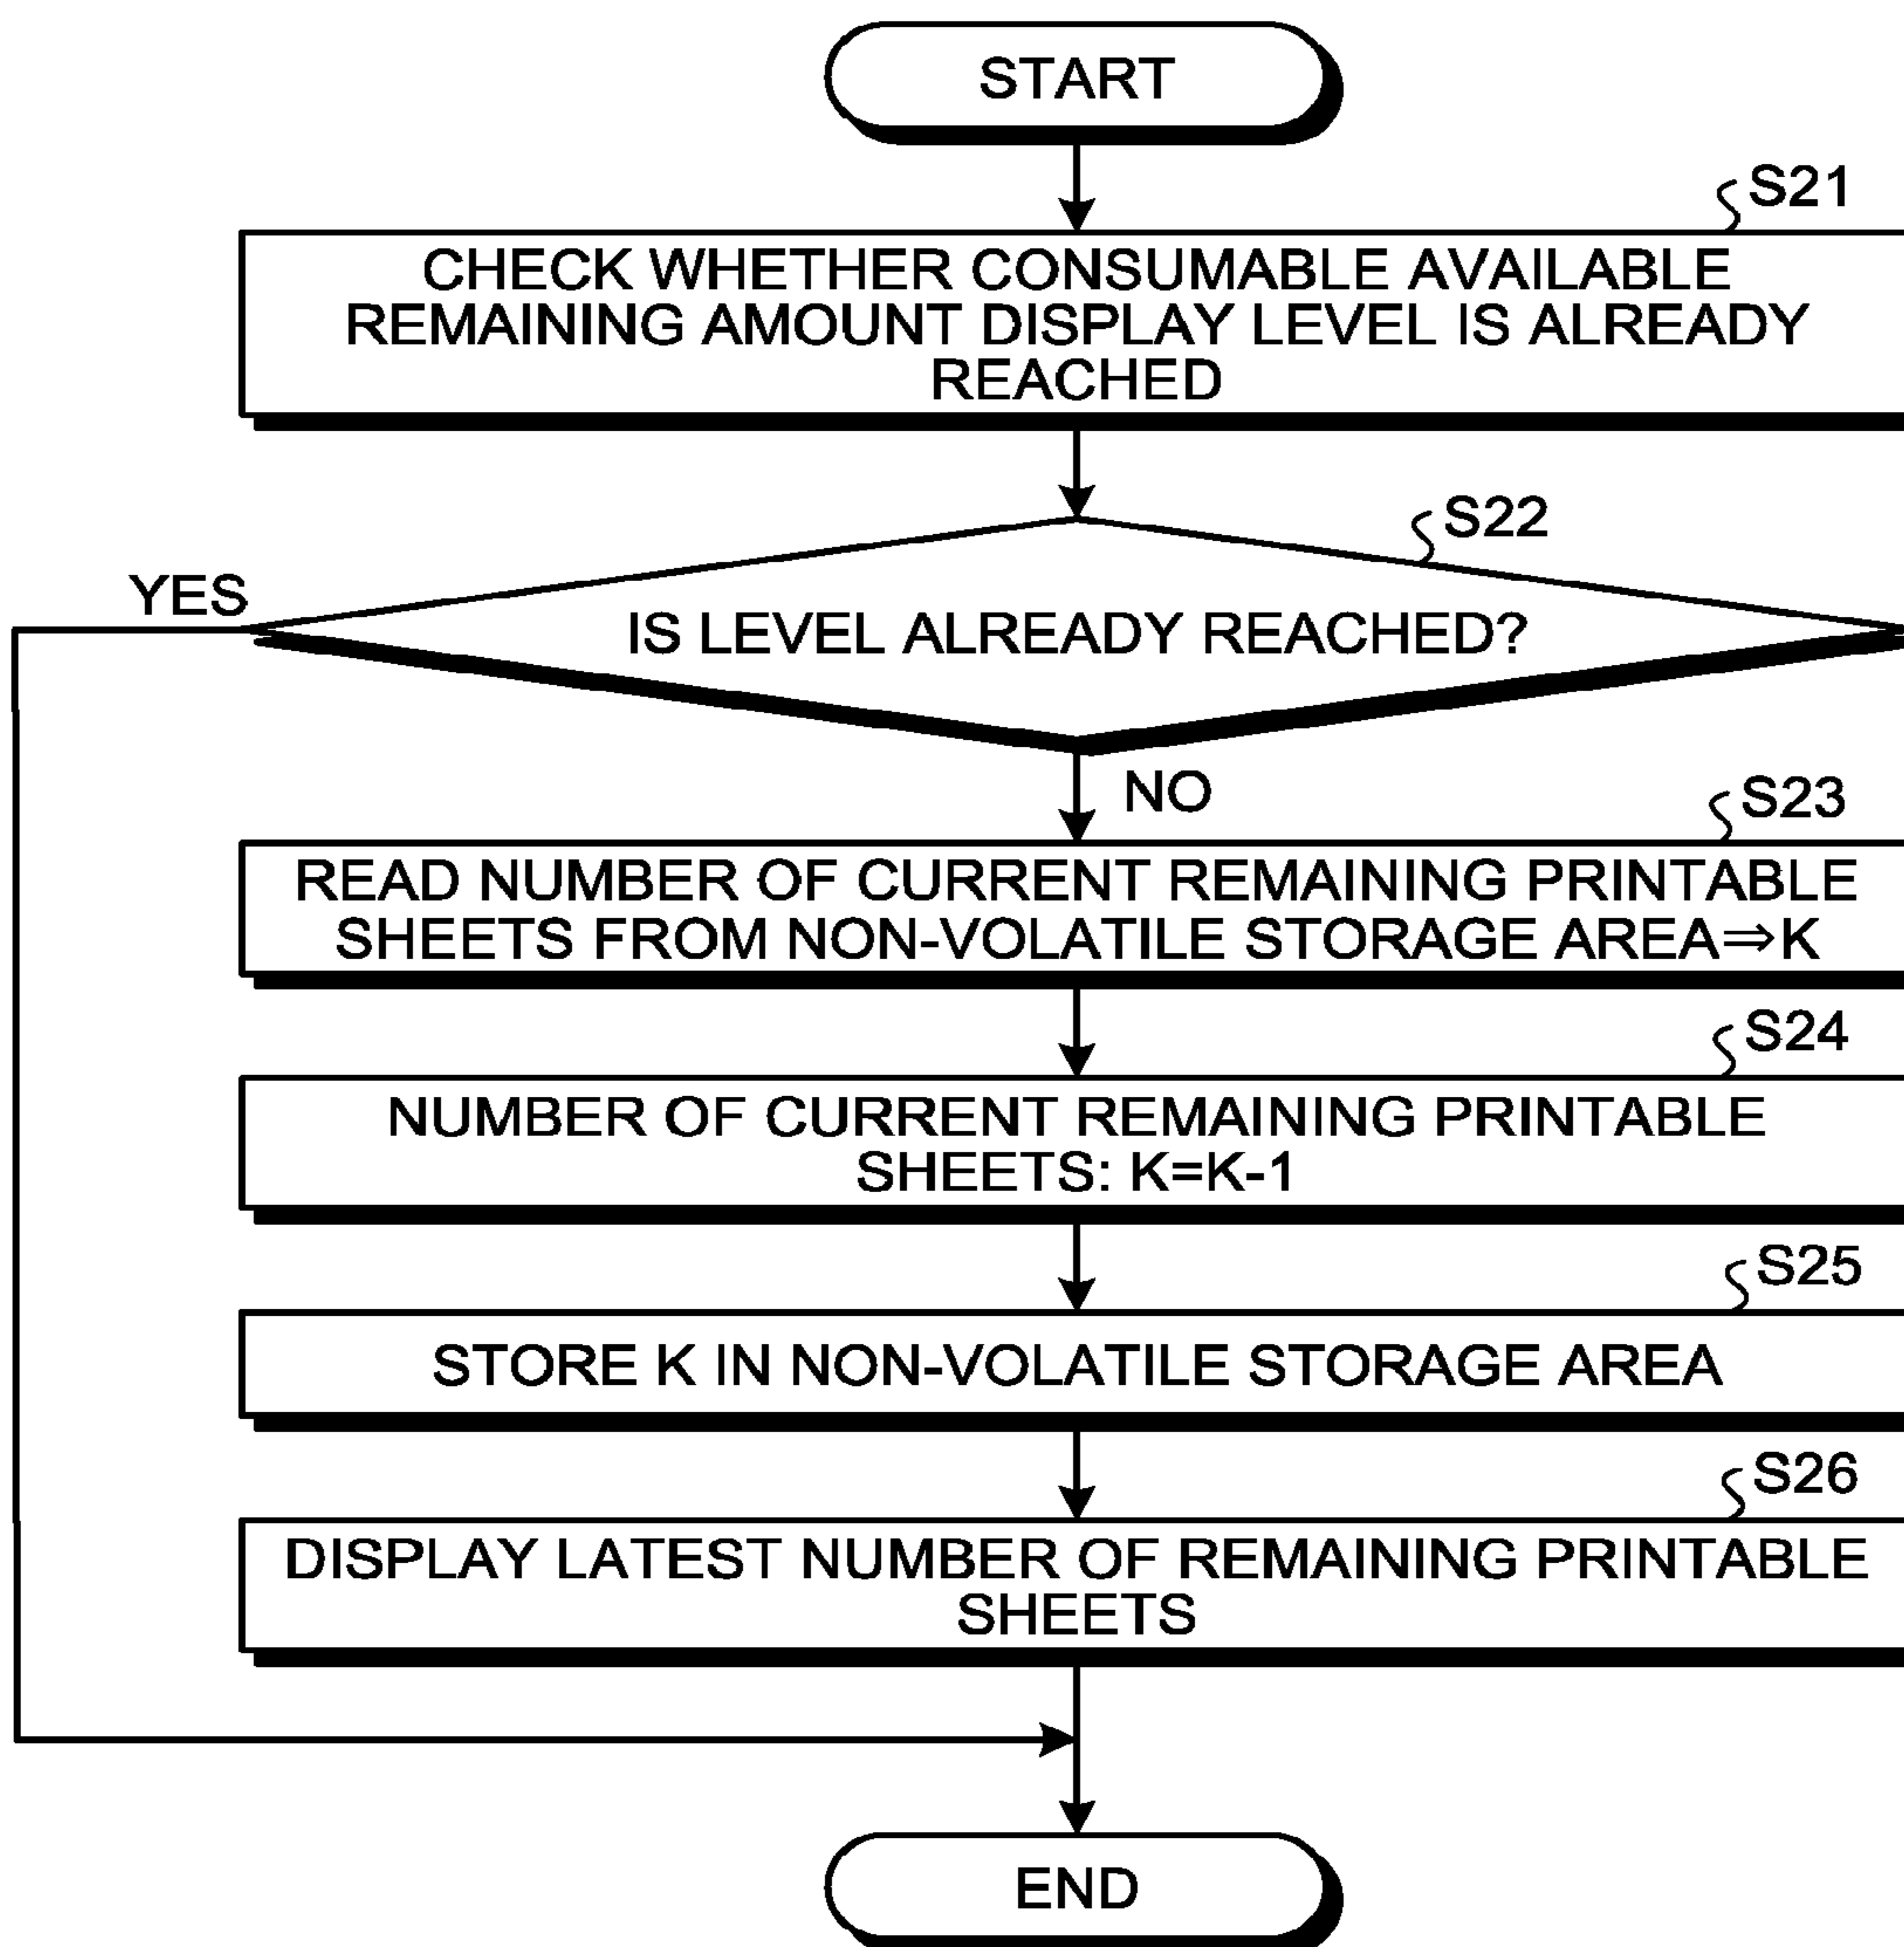 START
S21
CHECK WHETHER CONSUMABLE AVAILABLE
REMAINING AMOUNT DISPLAY LEVEL IS ALREADY
REACHED
S22
YES
IS LEVEL ALREADY REACHED?
NO
S23
READ NUMBER OF CURRENT REMAINING PRINTABLE
SHEETS FROM NON-VOLATILE STORAGE AREA⇒K
S24
NUMBER OF CURRENT REMAINING PRINTABLE
SHEETS: K=K-1
S25
STORE K IN NON-VOLATILE STORAGE AREA
S26
DISPLAY LATEST NUMBER OF REMAINING PRINTABLE
SHEETS
END